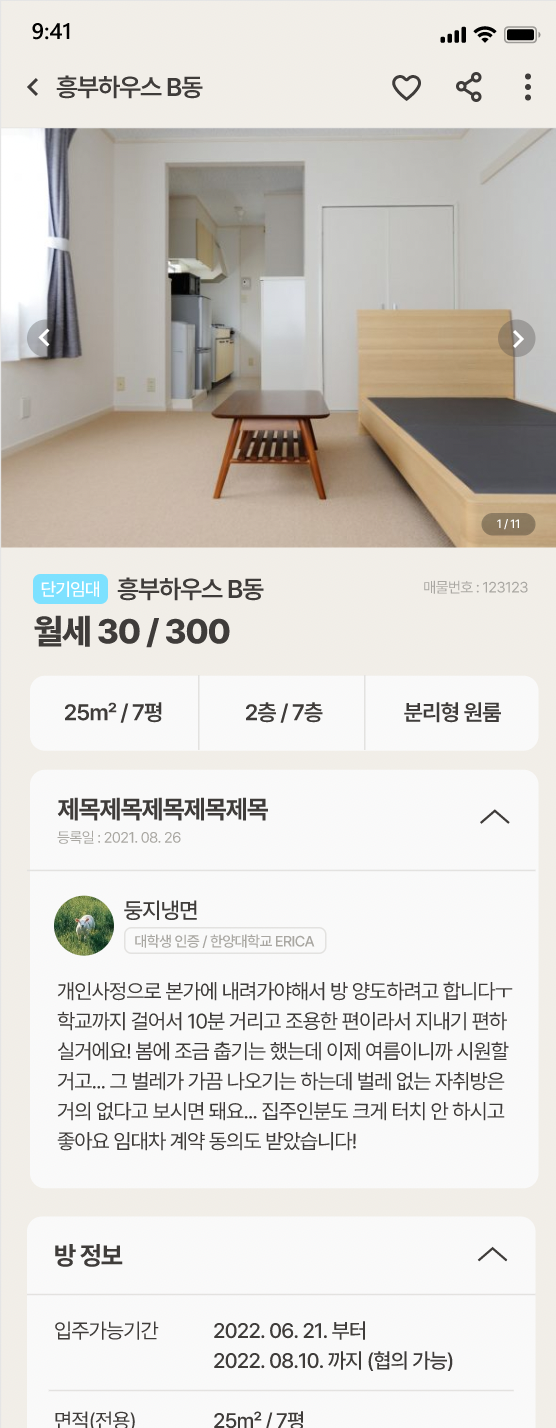 9:41
흥부하우스 B동
1 / 11
단기임대 흥부하우스 B동
매물번호 : 123123
월세 30 / 300
25m² / 7평
2층 / 7층
분리형 원룸
제목제목제목제목제목
등록일 : 2021. 08. 26
둥지냉면
대학생 인증 / 한양대학교 ERICA
개인사정으로 본가에 내려가야해서 방 양도하려고 합니다ㅜ
학교까지 걸어서 10분 거리고 조용한 편이라서 지내기 편하
실거에요! 봄에 조금 춥기는 했는데 이제 여름이니까 시원할
거고... 그 벌레가 가끔 나오기는 하는데 벌레 없는 자취방은
거의 없다고 보시면 돼요... 집주인분도 크게 터치 안 하시고
좋아요 임대차 계약 동의도 받았습니다!
방 정보
입주가능기간
2022. 06. 21. 부터
2022. 08.10. 까지 (협의 가능)
면적(전용)
25m² / 7평